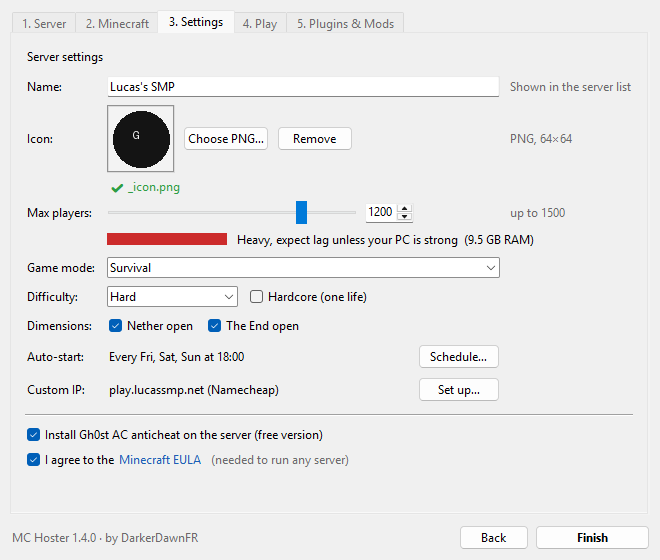 1. Server 2. Minecraft 3. Settings 4. Play 5. Plugins & Mods
Server settings
Name: Lucas's SMP Shown in the server list
G
Icon: Choose PNG... Remove PNG, 64×64
_icon.png
Max players: 1200 up to 1500
Heavy, expect lag unless your PC is strong (9.5 GB RAM)
Game mode: Survival
Difficulty: Hard Hardcore (one life)
Dimensions: Nether open The End open
Auto-start: Every Fri, Sat, Sun at 18:00 Schedule...
Custom IP: play.lucassmp.net (Namecheap) Set up...
Install Gh0st AC anticheat on the server (free version)
I agree to the Minecraft EULA (needed to run any server)
MC Hoster 1.4.0 · by DarkerDawnFR Back Finish